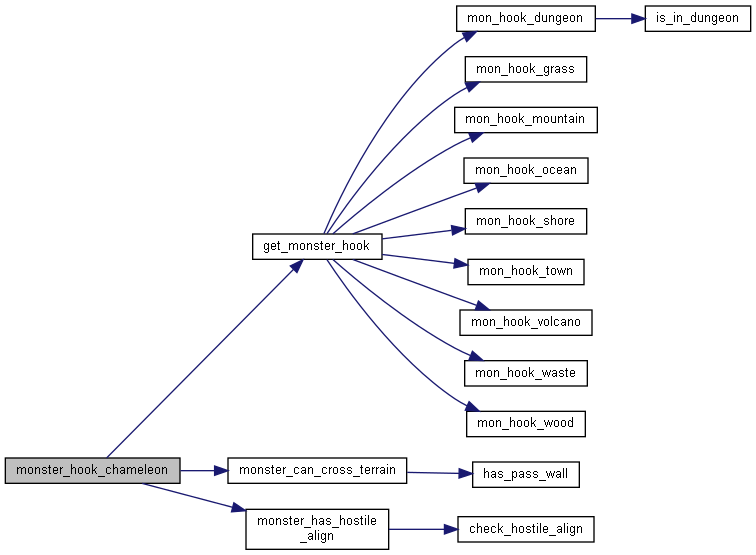 mon_hook_dungeon
is_in_dungeon
mon_hook_grass
mon_hook_mountain
mon_hook_ocean
mon_hook_shore
get_monster_hook
mon_hook_town
mon_hook_volcano
mon_hook_waste
mon_hook_wood
monster_hook_chameleon
monster_can_cross_terrain
has_pass_wall
monster_has_hostile
_align
check_hostile_align